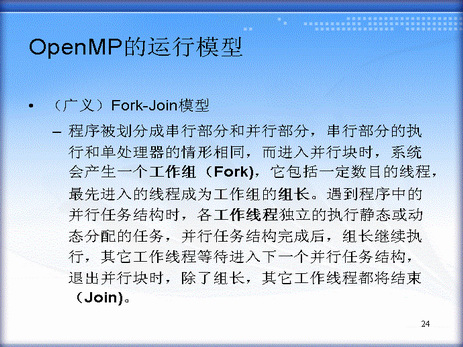 OpenMP的运行模型
• （广义）Fork-Join模型
– 程序被划分成串行部分和并行部分，串行部分的执
行和单处理器的情形相同，而进入并行块时，系统
会产生一个工作组（Fork)，它包括一定数目的线程，
最先进入的线程成为工作组的组长。遇到程序中的
并行任务结构时，各工作线程独立的执行静态或动
态分配的任务，并行任务结构完成后，组长继续执
行，其它工作线程等待进入下一个并行任务结构，
退出并行块时，除了组长，其它工作线程都将结束
（Join)。
24